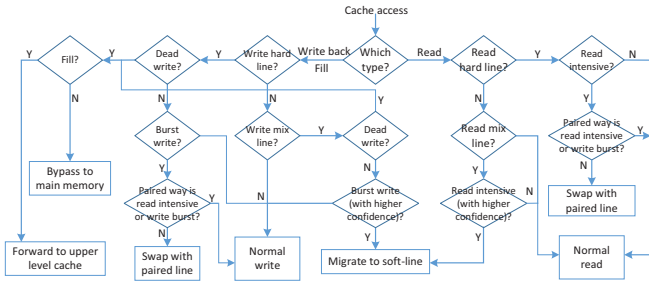 Cache access
Y
Fill?
Y
Dead
write?
Y
Write hard
line?
Write back
Fill
Which
type?
Read
Read
hard line?
Y
Read
intensive?
N
N
N
N
Y
N
Y
Burst
write?
Write mix
line?
Y
Dead
write?
Read mix
line?
Paired way is
read intensive
or write burst?
Y
Bypass to
main memory
Y
N
Y
N
Paired way is
read intensive
or write burst?
Y
N
Burst write
(with higher
confidence)?
Read intensive
(with higher
confidence)?
N
Swap with
paired line
N
Y
Y
Forward to upper
level cache
Swap with
paired line
Normal
write
Migrate to soft-line
Normal
read